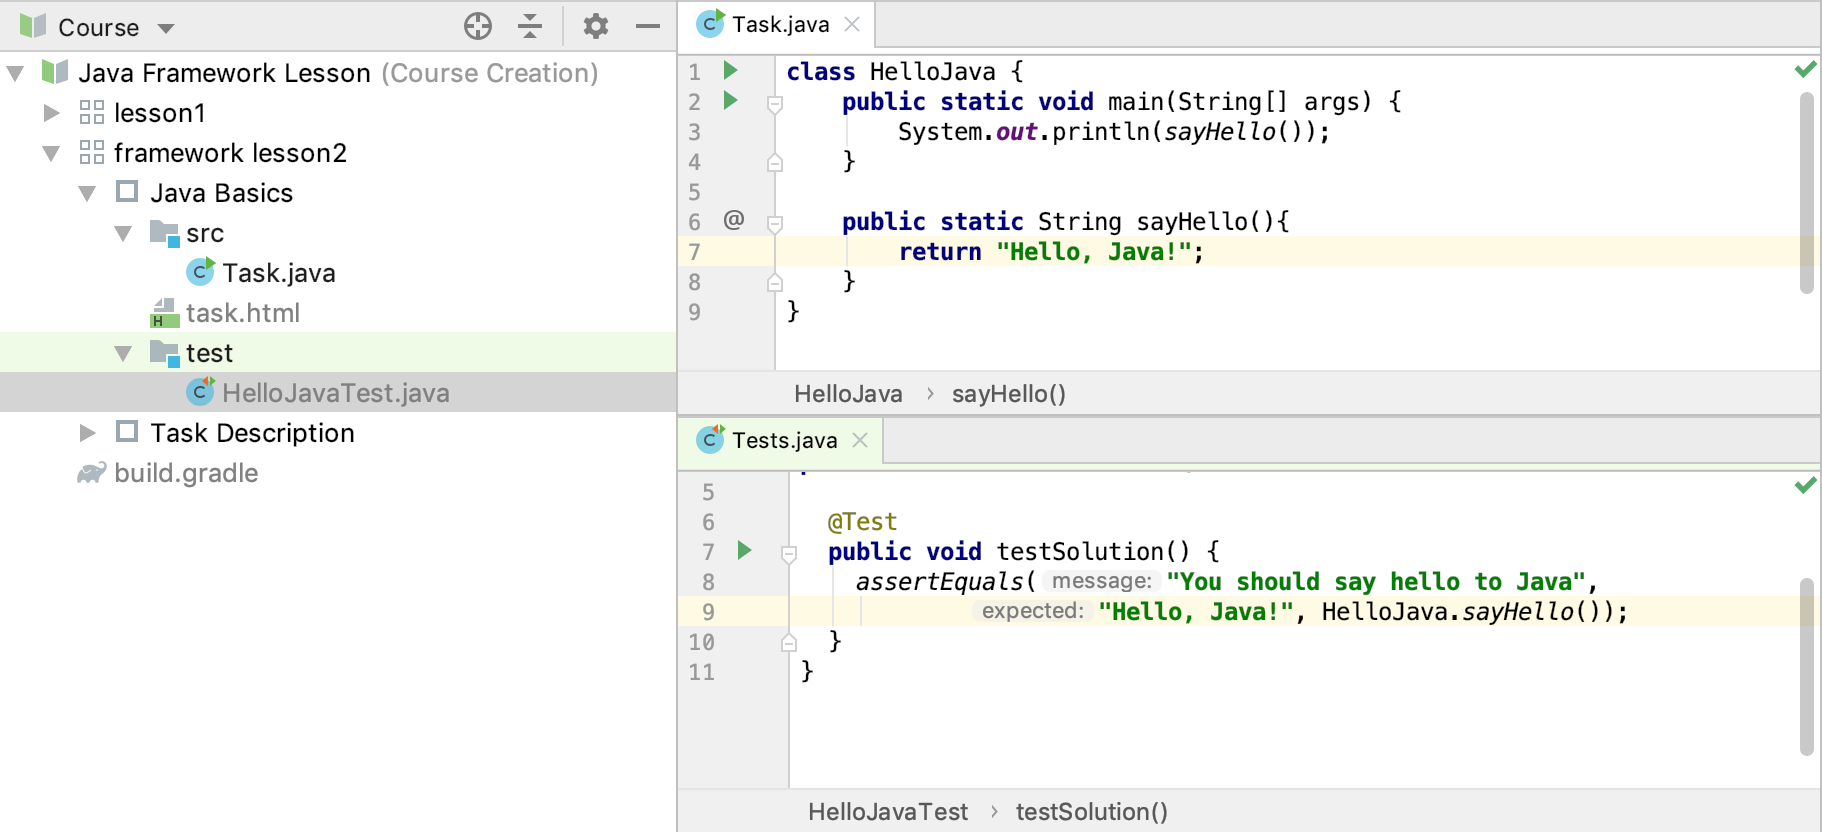 Course
Java Framework Lesson (Course Creation)
lesson1
framework lesson2
Java Basics
src
C Task.java
H task.html
test
C HelloJavaTest.java
Task Description
build.gradle
C Task.java
1 class HelloJava {
2 public static void main(String[] args) {
3 System.out.println(sayHello());
4 }
5
6 @ public static String sayHello(){
7 return "Hello, Java!";
8 }
9 }
HelloJava › sayHello()
C Tests.java
5
6 @Test
7 public void testSolution() {
8 assertEquals( message: "You should say hello to Java",
9 expected: "Hello, Java!", HelloJava.sayHello());
10 }
11 }
HelloJavaTest › testSolution()